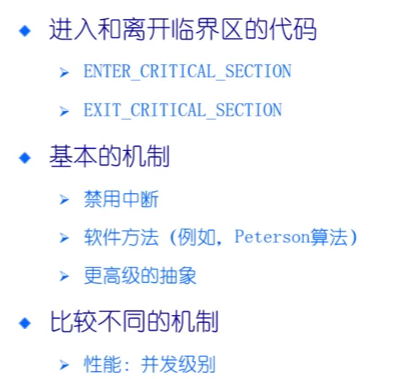 进入和离开临界区的代码
ENTER_CRITICAL_SECTION
EXIT_CRITICAL_SECTION
基本的机制
禁用中断
软件方法（例如，Peterson算法）
更高级的抽象
比较不同的机制
性能：并发级别